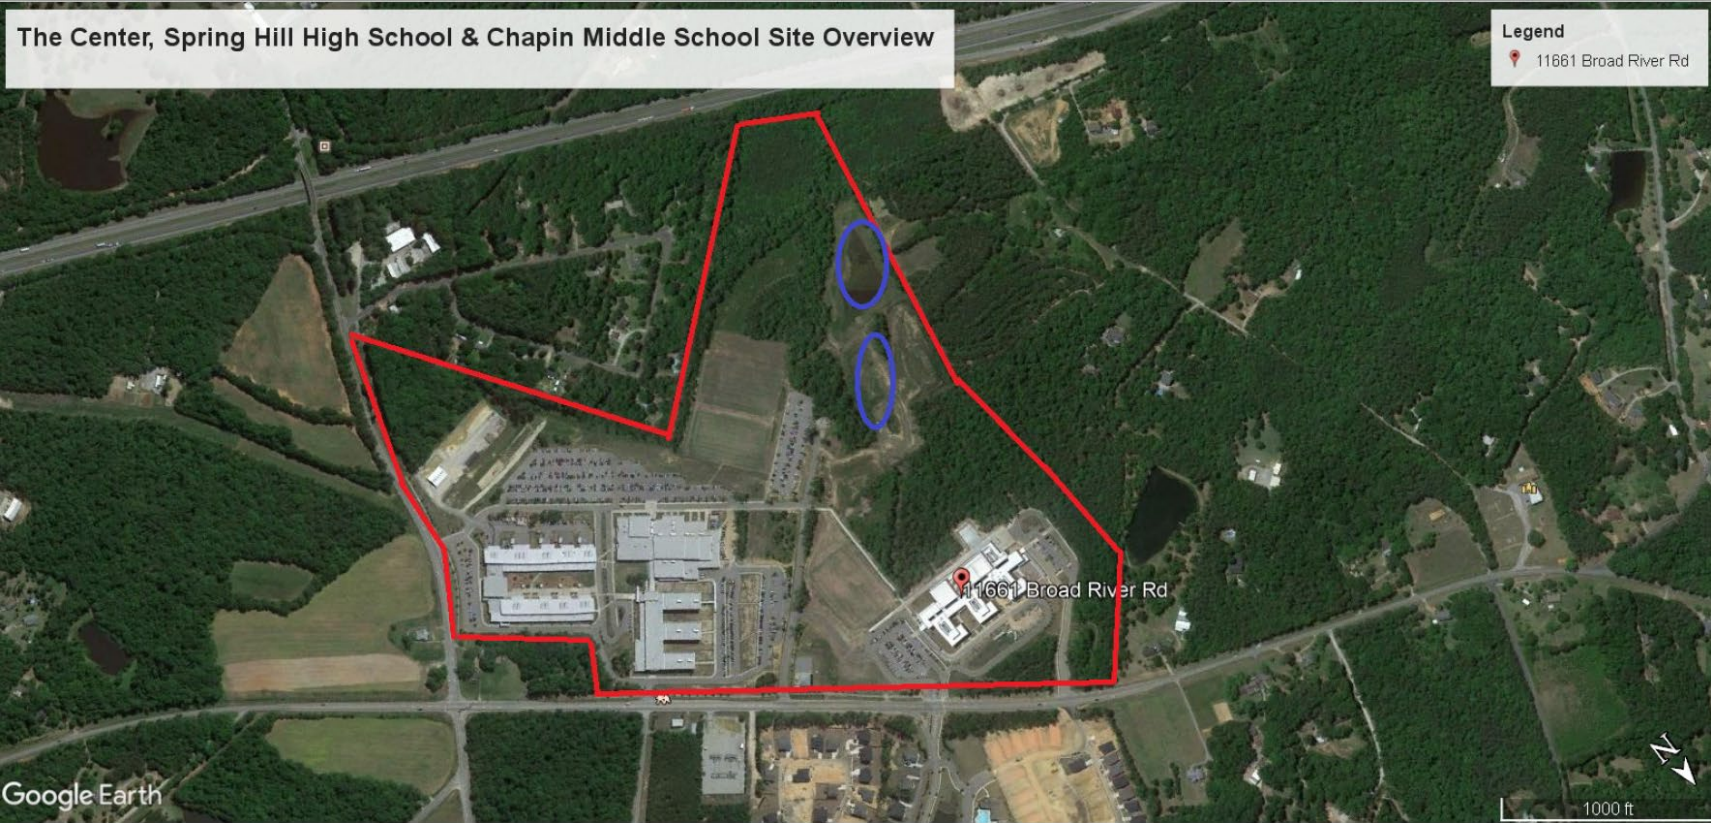 The Center, Spring Hill High School & Chapin Middle School Site Overview
Legend
11661 Broad River Rd
11661 Broad River Rd
N
Google Earth
1000 ft